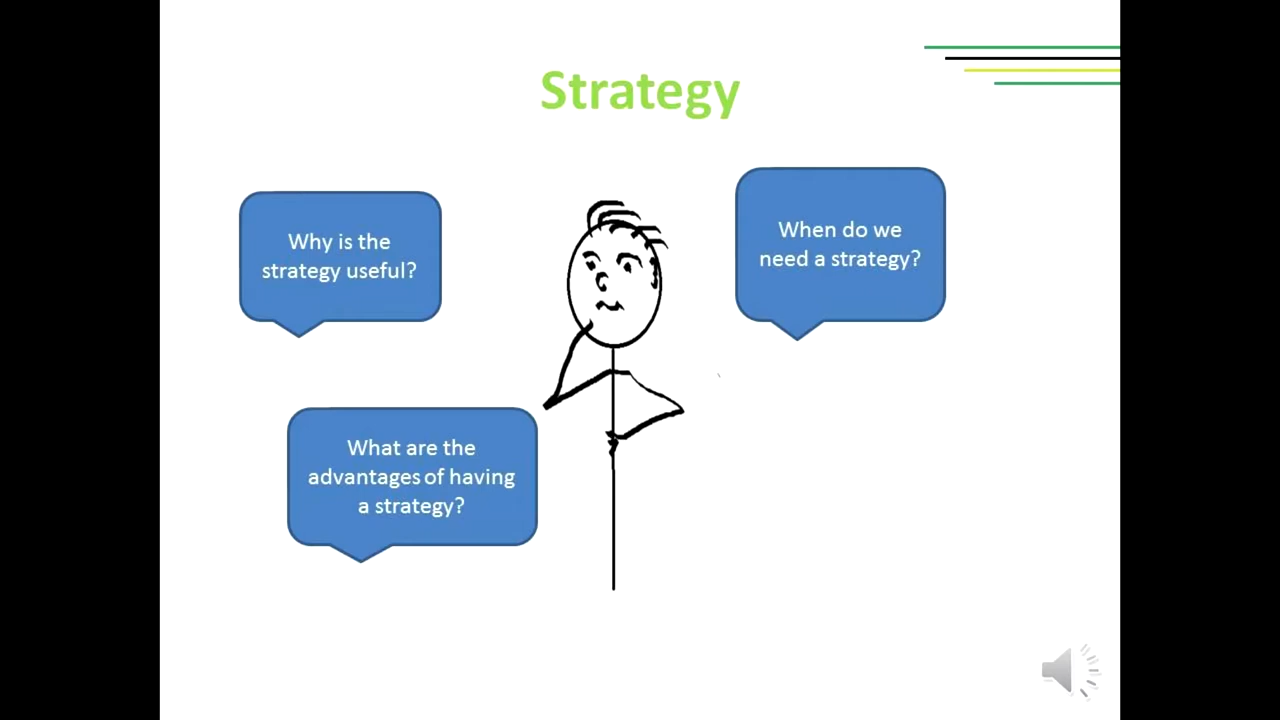 Strategy
Why is the
strategy useful?
When do we
need a strategy?
What are the
advantages of having
a strategy?